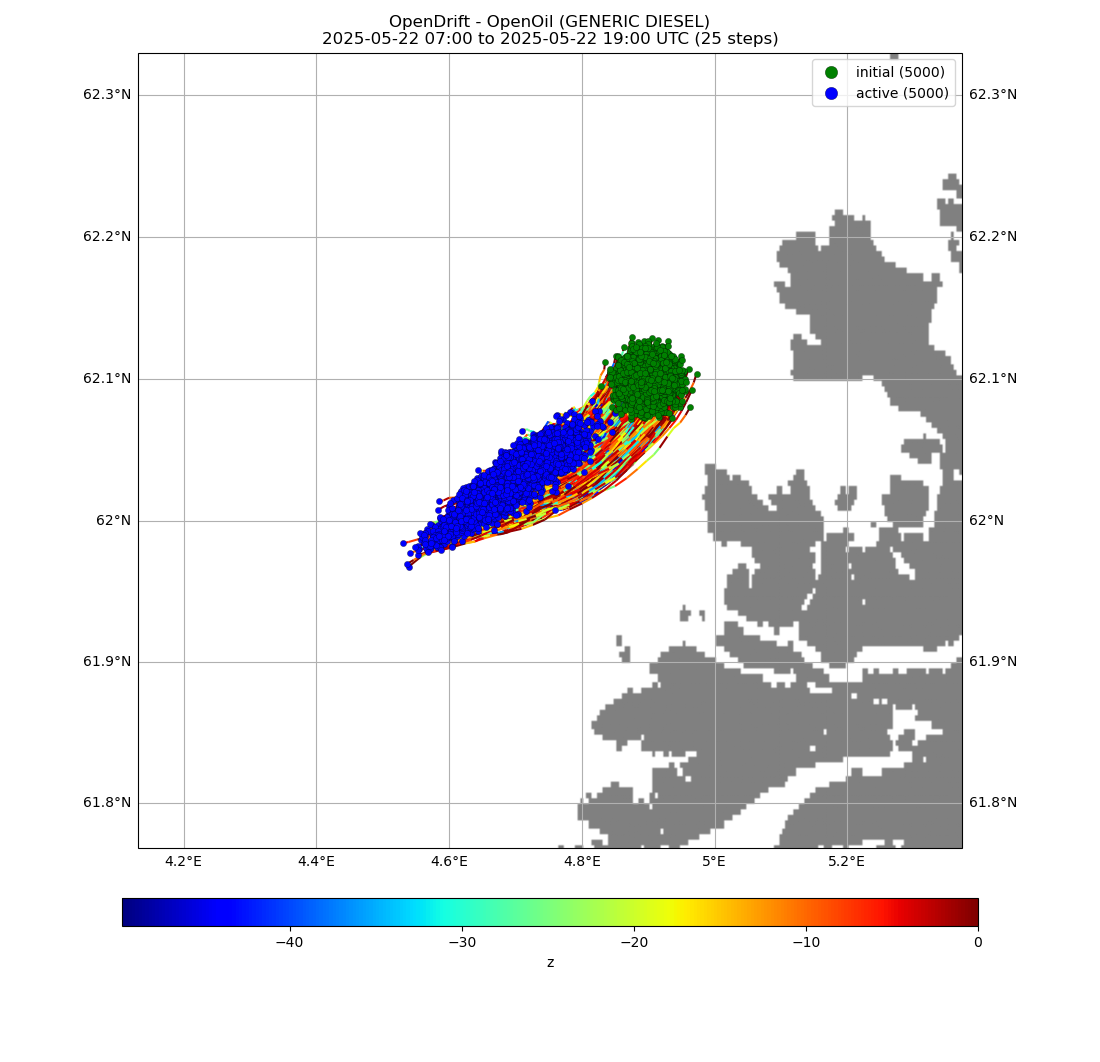 OpenDrift - OpenOil (GENERIC DIESEL)
2025-05-22 07:00 to 2025-05-22 19:00 UTC (25 steps)
initial (5000)
active (5000)
62.3°N 62.3°N
62.2°N 62.2°N
62.1°N 62.1°N
62°N 62°N
61.9°N 61.9°N
61.8°N 61.8°N
4.2°E 4.4°E 4.6°E 4.8°E 5°E 5.2°E
−40 −30 −20 −10 0
z